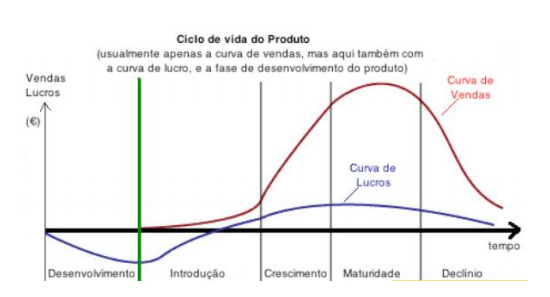 Ciclo de vida do Produto
(usualmente apenas a curva de vendas, mas aqui também com
a curva de lucro, e a fase de desenvolvimento do produto)
Vendas
Lucros
(€)
Curva de
Vendas
Curva de
Lucros
tempo
Desenvolvimento
Introdução
Crescimento
Maturidade
Declínio